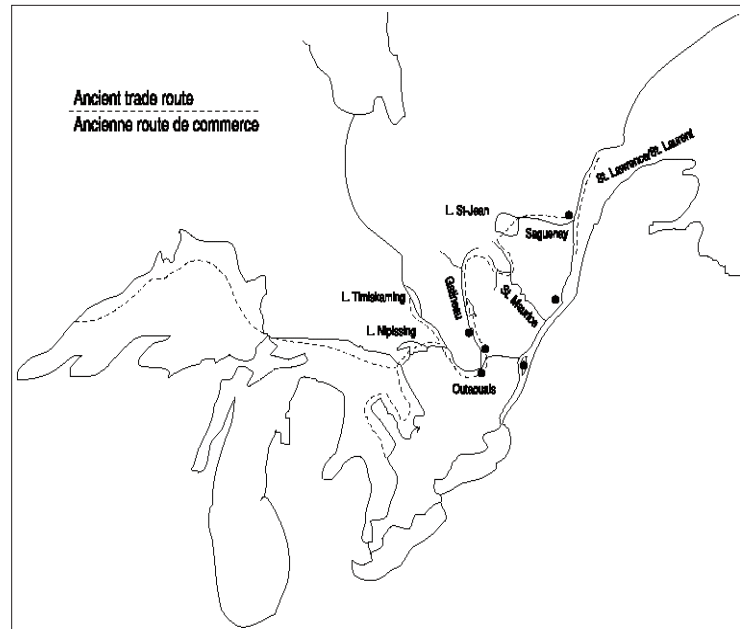 Ancient trade route
Ancienne route de commerce
St. Lawrence/St. Laurent
L. St-Jean
Saguenay
L. Timiskaming
Gatineau
St. Maurice
L. Nipissing
Outaouais